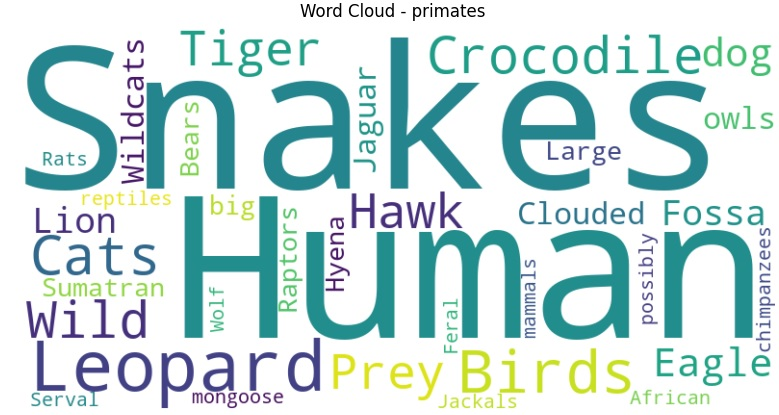 Word Cloud - primates
Tiger
Crocodile
dog
Snakes
Wildcats
Bears
Jaguar
owls
Rats
Large
reptiles
big
Lion
Hawk
Clouded
Fossa
Human
Cats
Raptors
Hyena
Sumatran
Wolf
mammals
possibly
chimpanzees
Wild
Feral
Leopard
Prey
Birds
Eagle
Serval
mongoose
Jackals
African